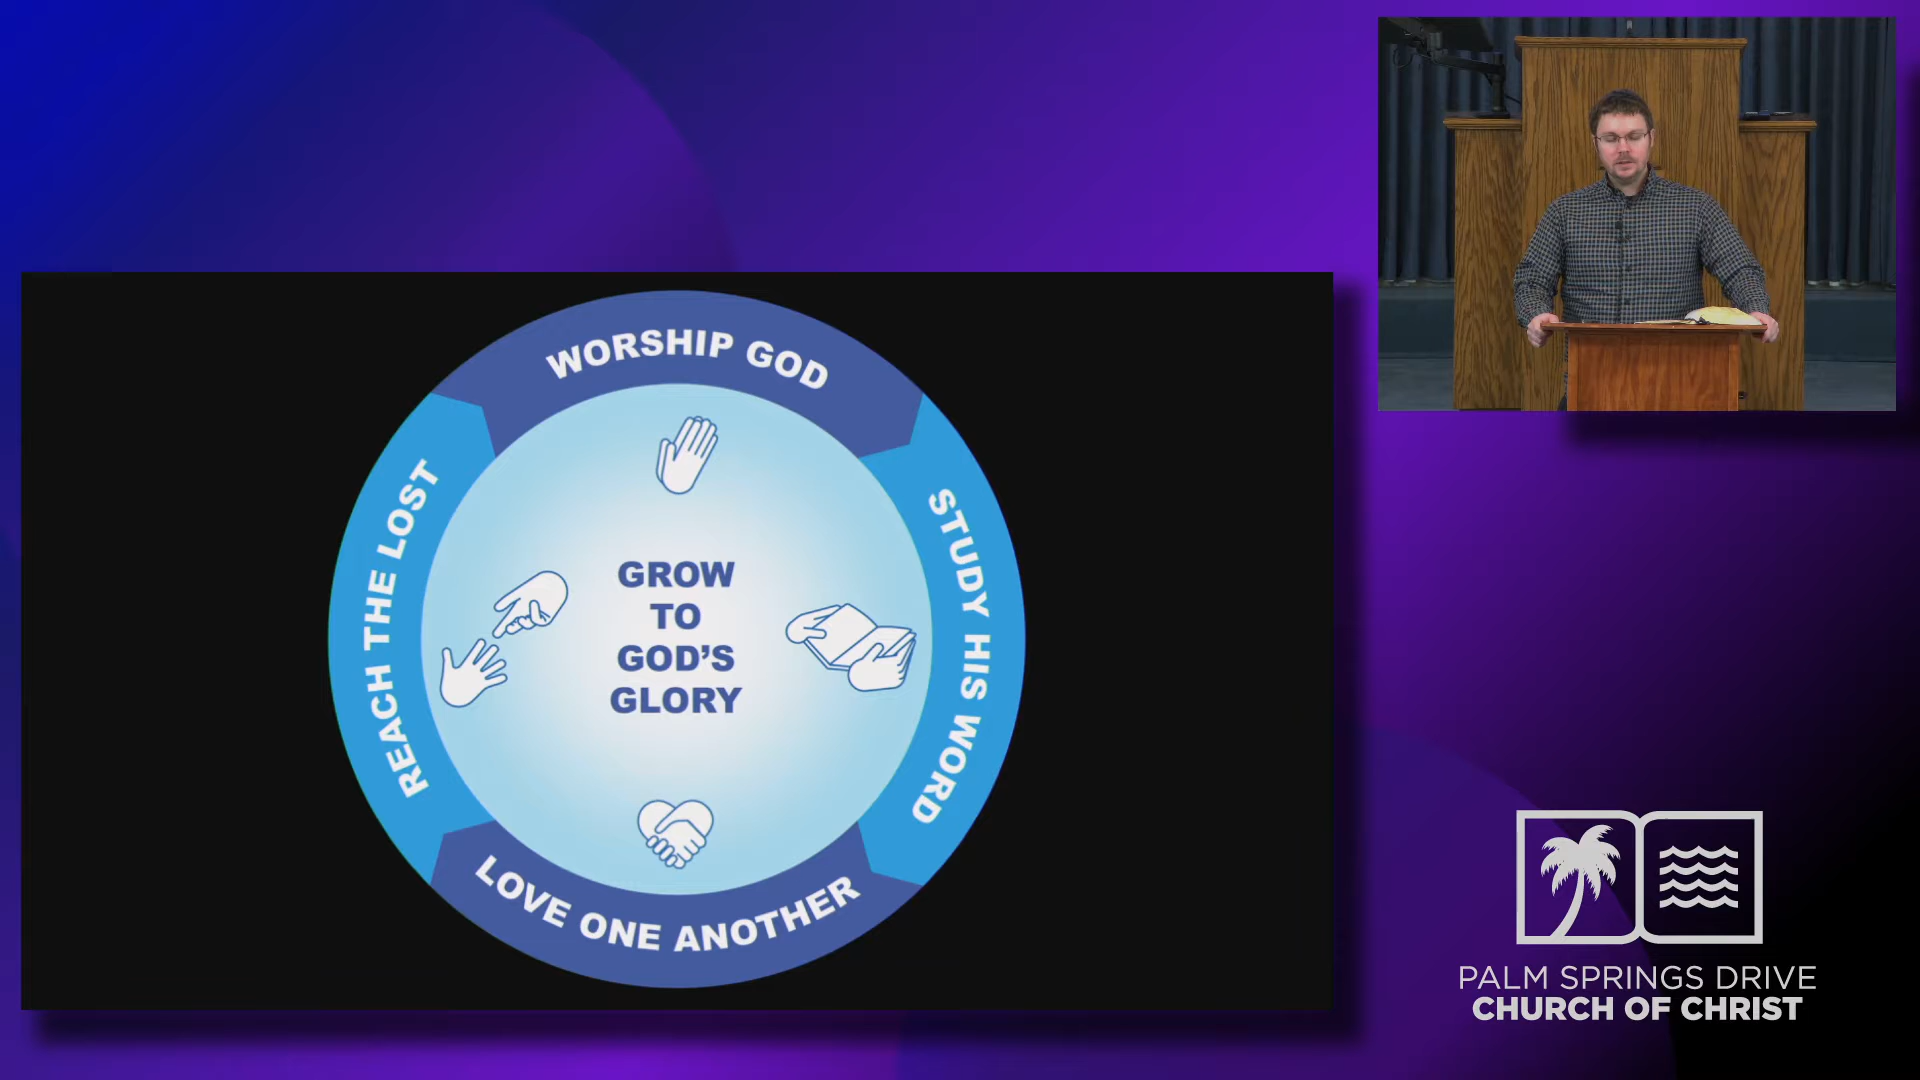 WORSHIP GOD
STUDY HIS WORD
LOVE ONE ANOTHER
REACH THE LOST
GROW
TO
GOD'S
GLORY
PALM SPRINGS DRIVE
CHURCH OF CHRIST